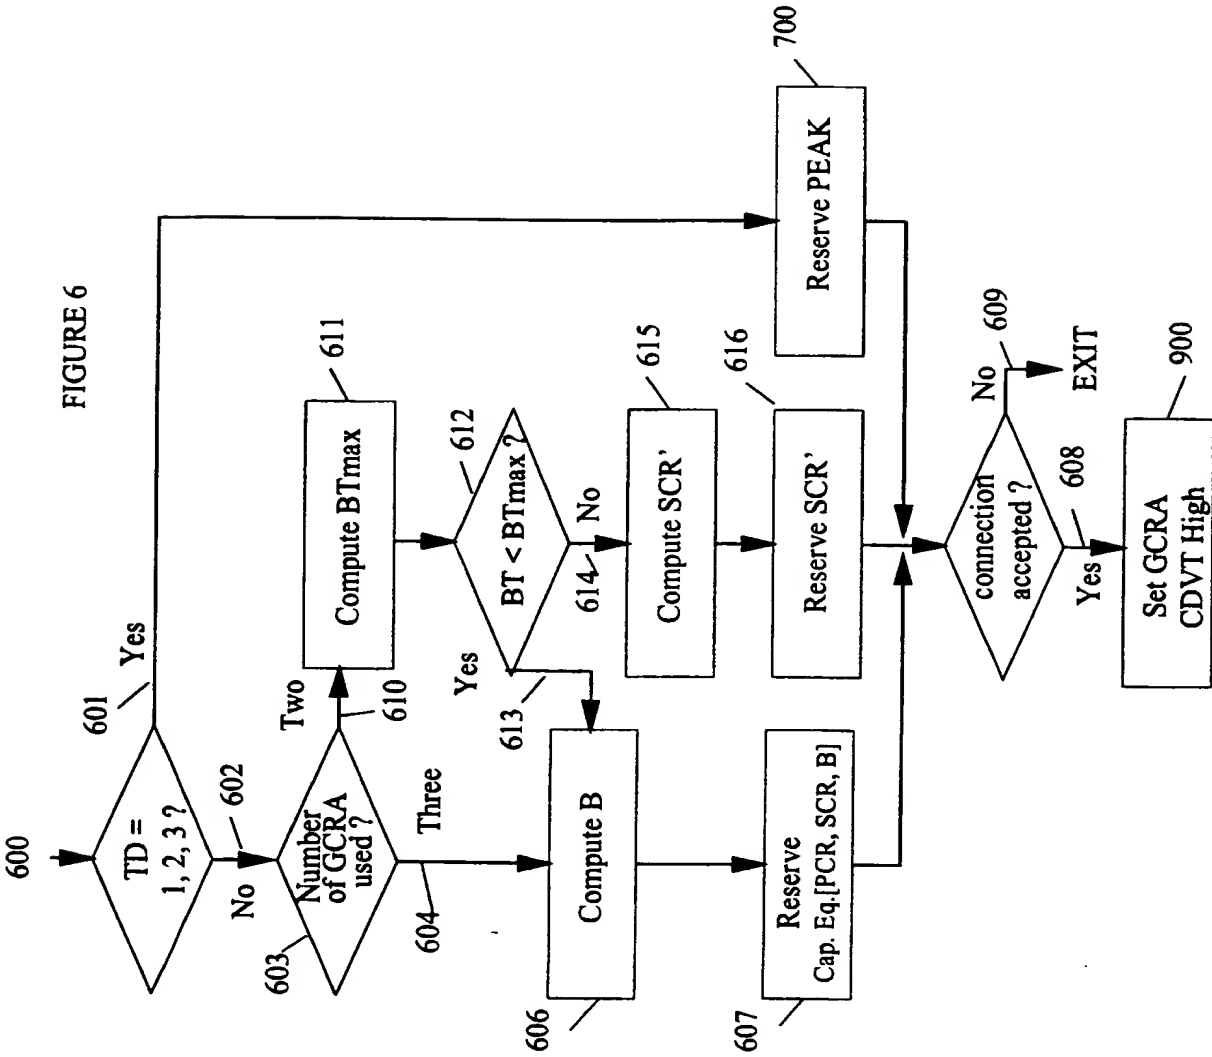 FIGURE 6
600
TD =
1, 2, 3 ?
601
Yes
602
No
603
Number
of GCRA
used ?
Two
610
604
Three
611
Compute BTmax
612
BT < BTmax ?
Yes
613
614
No
615
Compute SCR'
616
Reserve SCR'
606
Compute B
607
Reserve
Cap. Eq.[PCR, SCR, B]
700
Reserve PEAK
connection
accepted ?
No
609
EXIT
Yes
608
900
Set GCRA
CDVT High